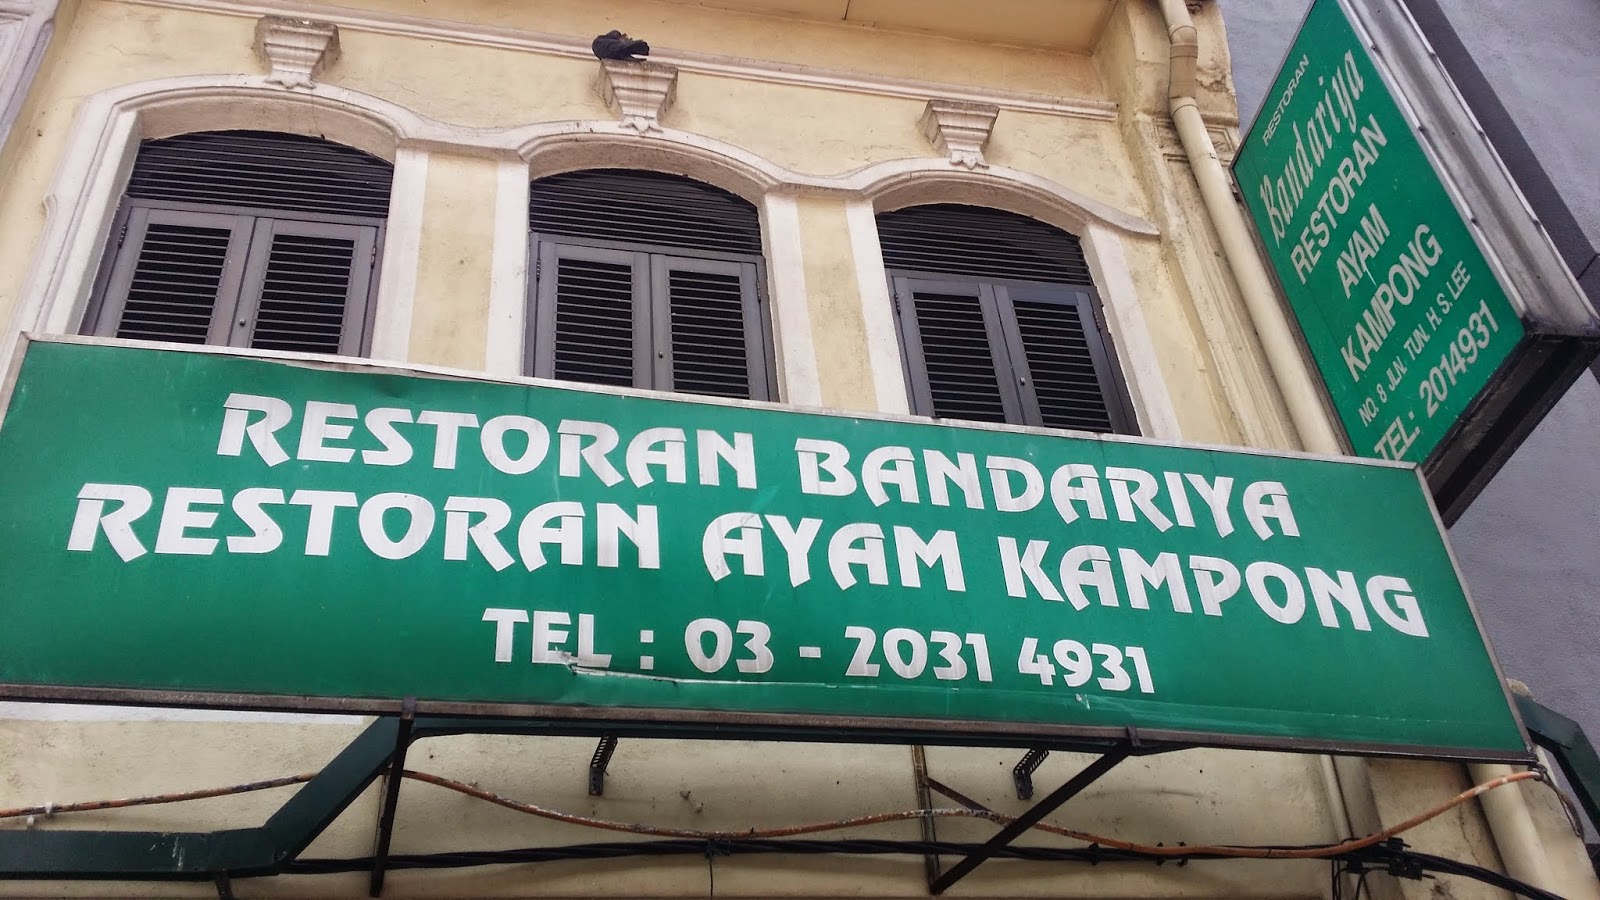 RESTORAN BANDARIYA
RESTORAN AYAM KAMPONG
TEL : 03 - 2031 4931
RESTORAN
Bandariya
RESTORAN
AYAM
KAMPONG
NO. 8 JLN. TUN. H. S. LEE
TEL: 2014931